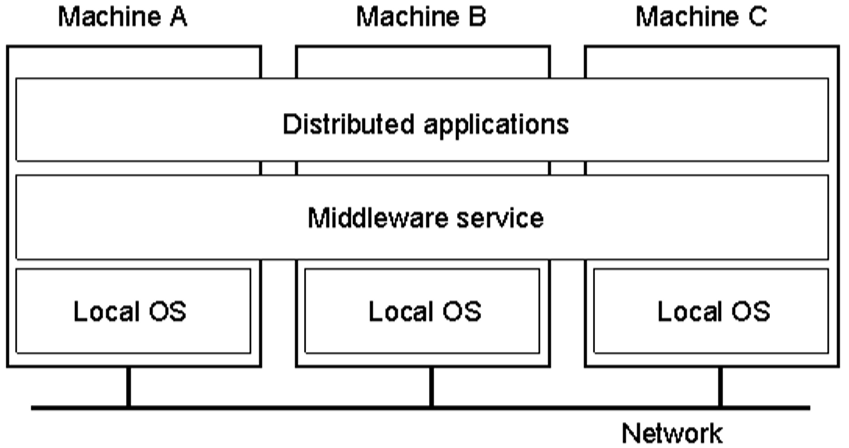 Machine A
Machine B
Machine C
Distributed applications
Middleware service
Local OS
Local OS
Local OS
Network